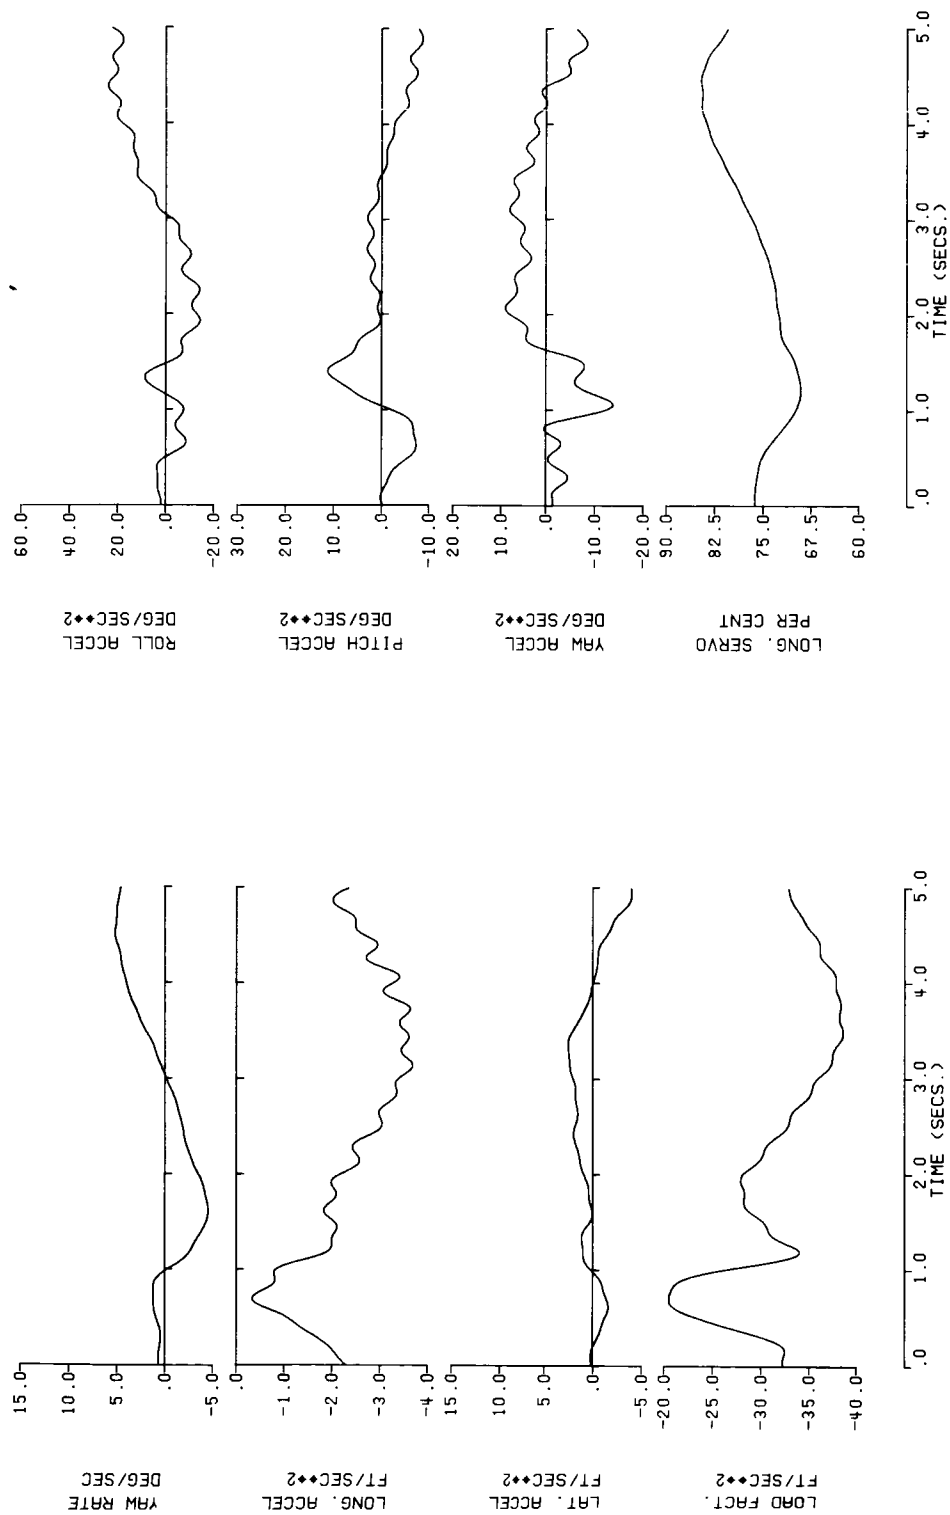 YAW RATE
DEG/SEC
15.0
10.0
5.0
.0
-5.0
LONG. ACCEL
FT/SEC**2
.0
-1.0
-2.0
-3.0
-4.0
LAT. ACCEL
FT/SEC**2
15.0
10.0
5.0
.0
-5.0
LOAD FACT.
FT/SEC**2
-20.0
-25.0
-30.0
-35.0
-40.0
.0 1.0 2.0 3.0 4.0 5.0
TIME (SECS.)
ROLL ACCEL
DEG/SEC**2
60.0
40.0
20.0
.0
-20.0
PITCH ACCEL
DEG/SEC**2
30.0
20.0
10.0
.0
-10.0
YAW ACCEL
DEG/SEC**2
20.0
10.0
.0
-10.0
-20.0
LONG. SERVO
PER CENT
90.0
82.5
75.0
67.5
60.0
.0 1.0 2.0 3.0 4.0 5.0
TIME (SECS.)